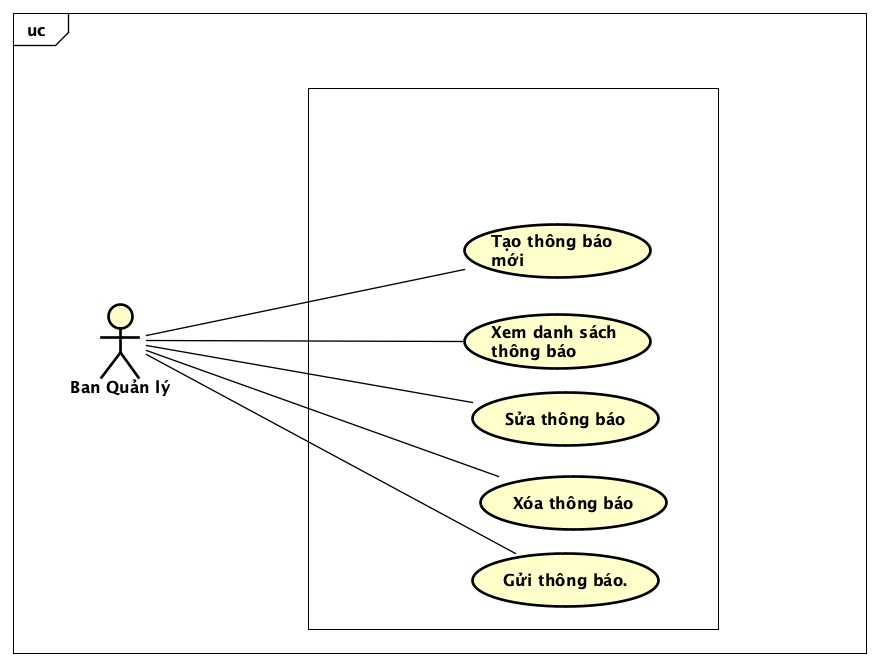 uc
Tạo thông báo
mới
Xem danh sách
thông báo
Ban Quản lý
Sửa thông báo
Xóa thông báo
Gửi thông báo.